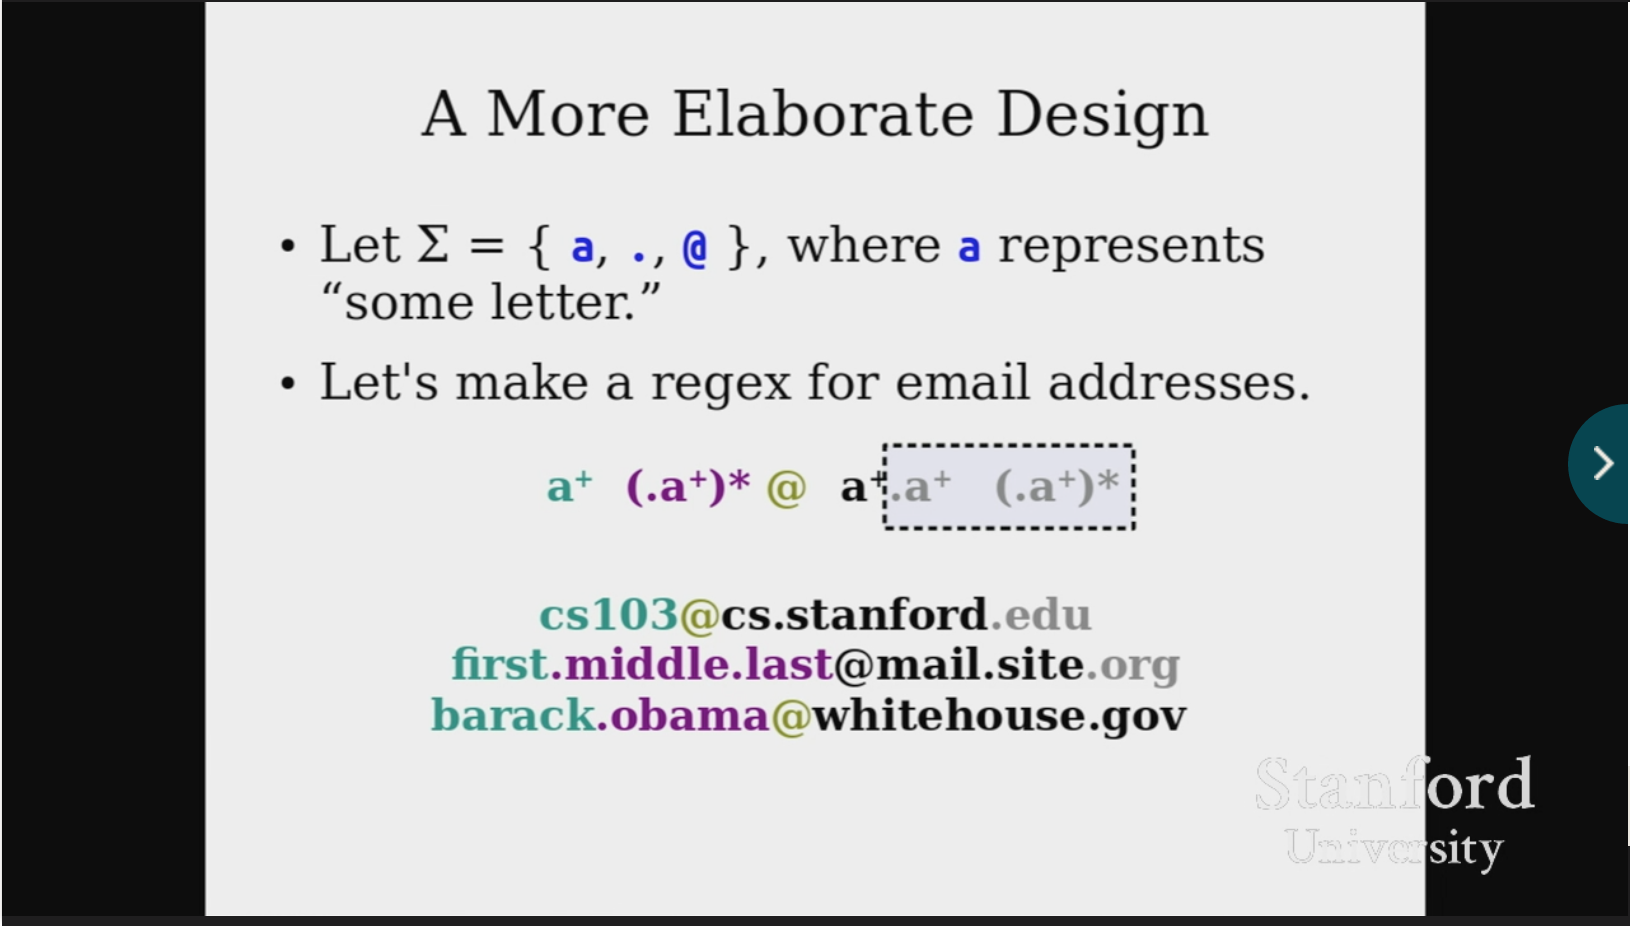 A More Elaborate Design
• Let Σ = { a, ., @ }, where a represents
“some letter.”
• Let's make a regex for email addresses.
a⁺ (.a⁺)* @ a⁺.a⁺ (.a⁺)*
cs103@cs.stanford.edu
first.middle.last@mail.site.org
barack.obama@whitehouse.gov
Stanford
University